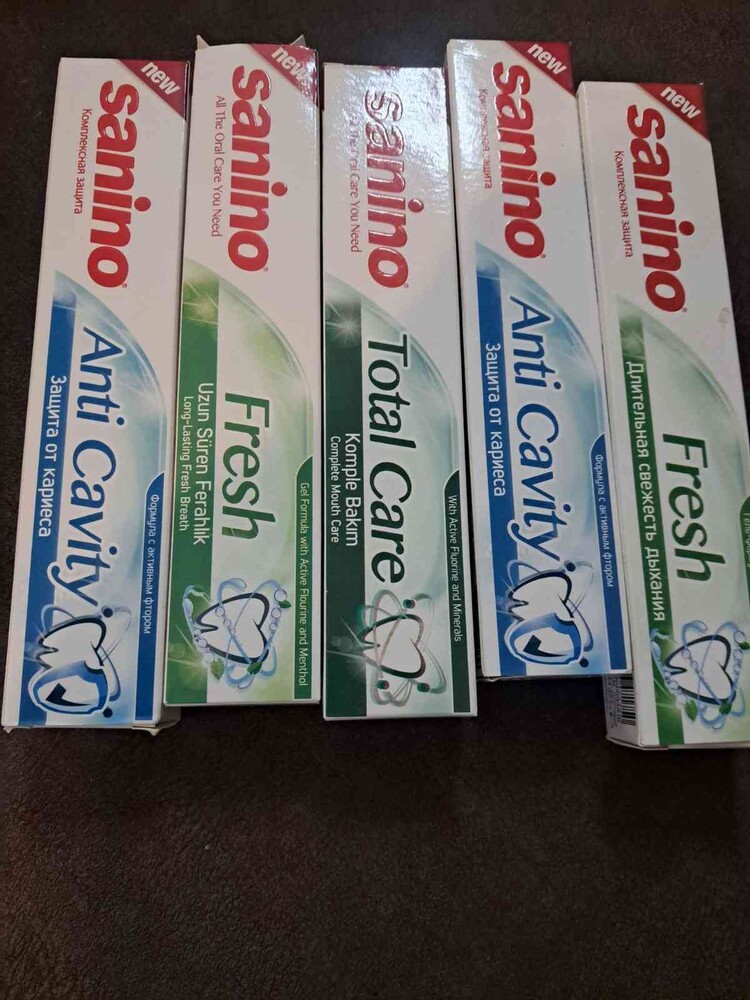 new
sanino
Комплексная защита
Anti Cavity
Защита от кариеса
Формула с активным фтором
new
sanino
All The Oral Care You Need
Fresh
Uzun Süren Ferahlık
Long-Lasting Fresh Breath
Gel Formula with Active Flourine and Menthol
sanino
The Oral Care You Need
Total Care
Komple Bakım
Complete Mouth Care
With Active Fluorine and Minerals
new
sanino
Комплексная защита
Anti Cavity
Защита от кариеса
Формула с активным фтором
new
sanino
Комплексная защита
Fresh
Длительная свежесть дыхания